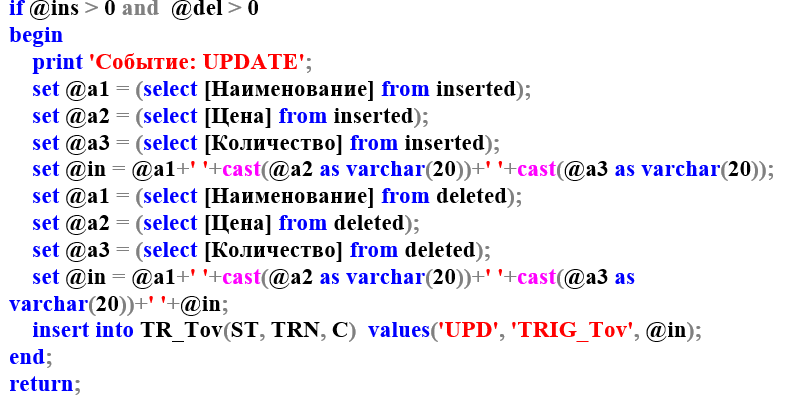 if @ins > 0 and  @del > 0
begin
    print 'Событие: UPDATE';
    set @a1 = (select [Наименование] from inserted);
    set @a2 = (select [Цена] from inserted);
    set @a3 = (select [Количество] from inserted);
    set @in = @a1+' '+cast(@a2 as varchar(20))+' '+cast(@a3 as varchar(20));
    set @a1 = (select [Наименование] from deleted);
    set @a2 = (select [Цена] from deleted);
    set @a3 = (select [Количество] from deleted);
    set @in = @a1+' '+cast(@a2 as varchar(20))+' '+cast(@a3 as
varchar(20))+' '+@in;
    insert into TR_Tov(ST, TRN, C)  values('UPD', 'TRIG_Tov', @in);
end;
return;